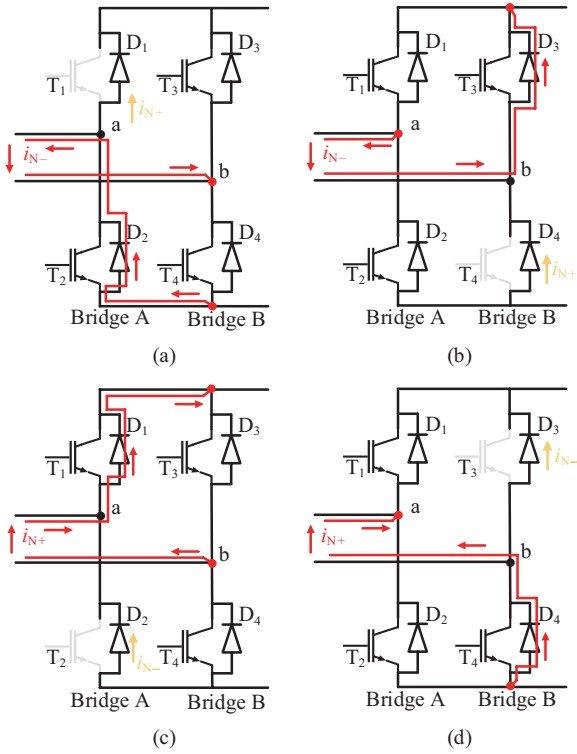 D1 D3
T1 T3
iN+
a
iN−
b
D2 D4
T2 T4
Bridge A Bridge B
(a)
D1 D3
T1 T3
a
iN−
b
D2 D4
T2 T4 iN+
Bridge A Bridge B
(b)
D1 D3
T1 T3
a
iN+
b
D2 D4
T2 iN− T4
Bridge A Bridge B
(c)
D1 D3
T1 T3 iN−
a
iN+
b
D2 D4
T2 T4
Bridge A Bridge B
(d)